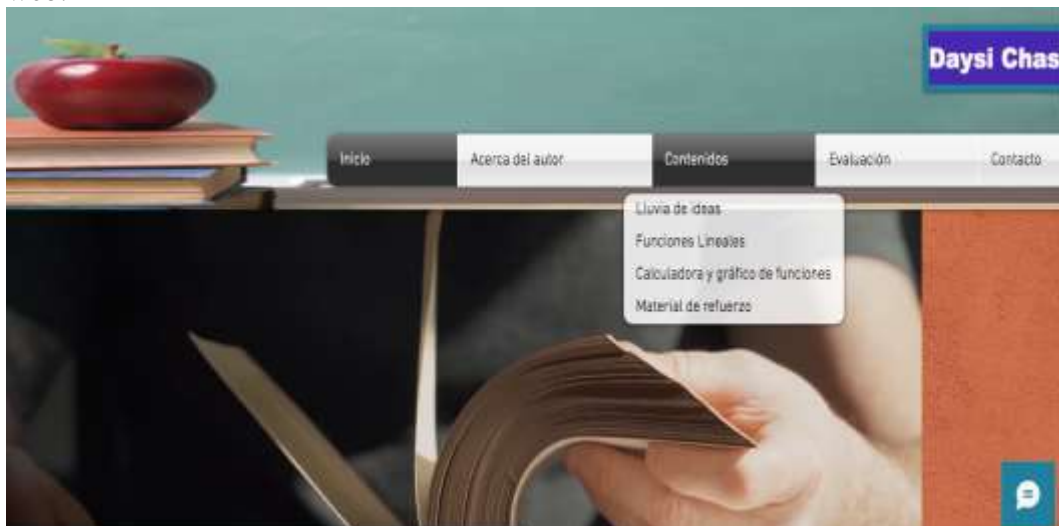 Daysi Chas
Inicio
Acerca del autor
Contenidos
Evaluación
Contacto
Lluvia de ideas
Funciones Lineales
Calculadora y gráfico de funciones
Material de refuerzo